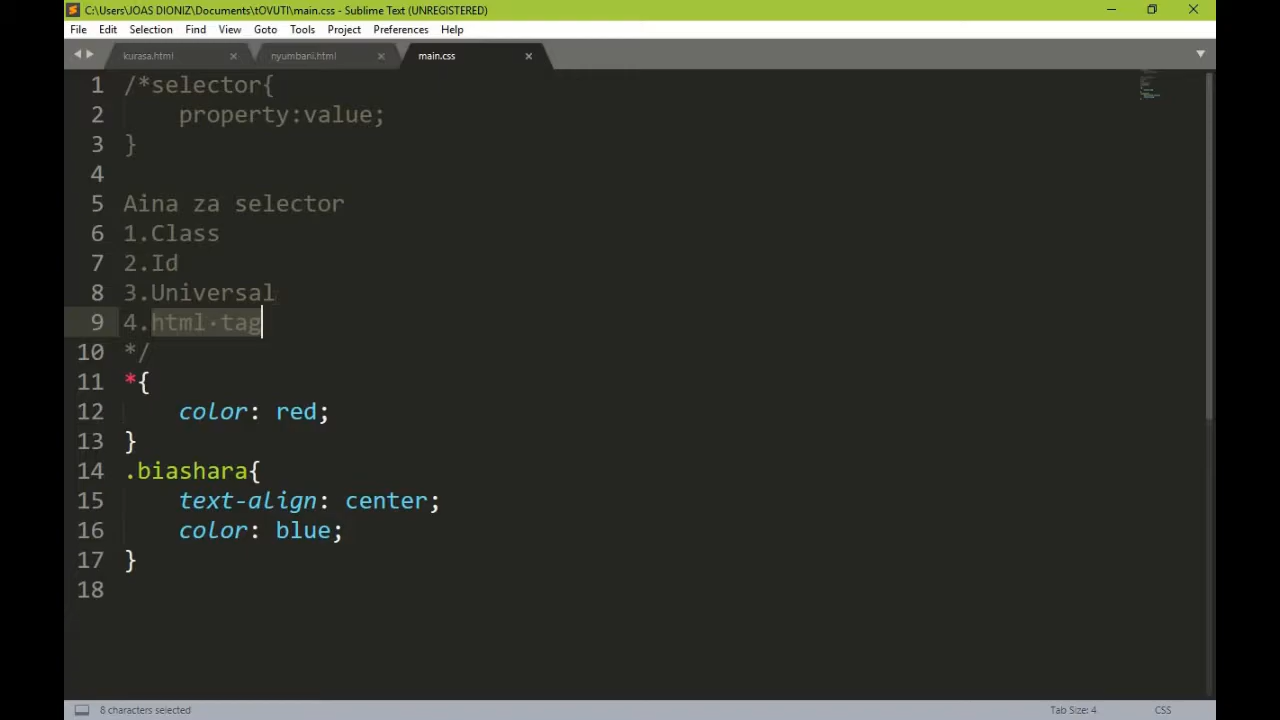 C:\Users\JOAS DIONIZ\Documents\tOVUTI\main.css - Sublime Text (UNREGISTERED)
File Edit Selection Find View Goto Tools Project Preferences Help
kurasa.html nyumbani.html main.css
1 /*selector{
2 property:value;
3 }
4
5 Aina za selector
6 1.Class
7 2.Id
8 3.Universal
9 4.html·tag
10 */
11 *{
12 color: red;
13 }
14 .biashara{
15 text-align: center;
16 color: blue;
17 }
18
8 characters selected Tab Size: 4 CSS